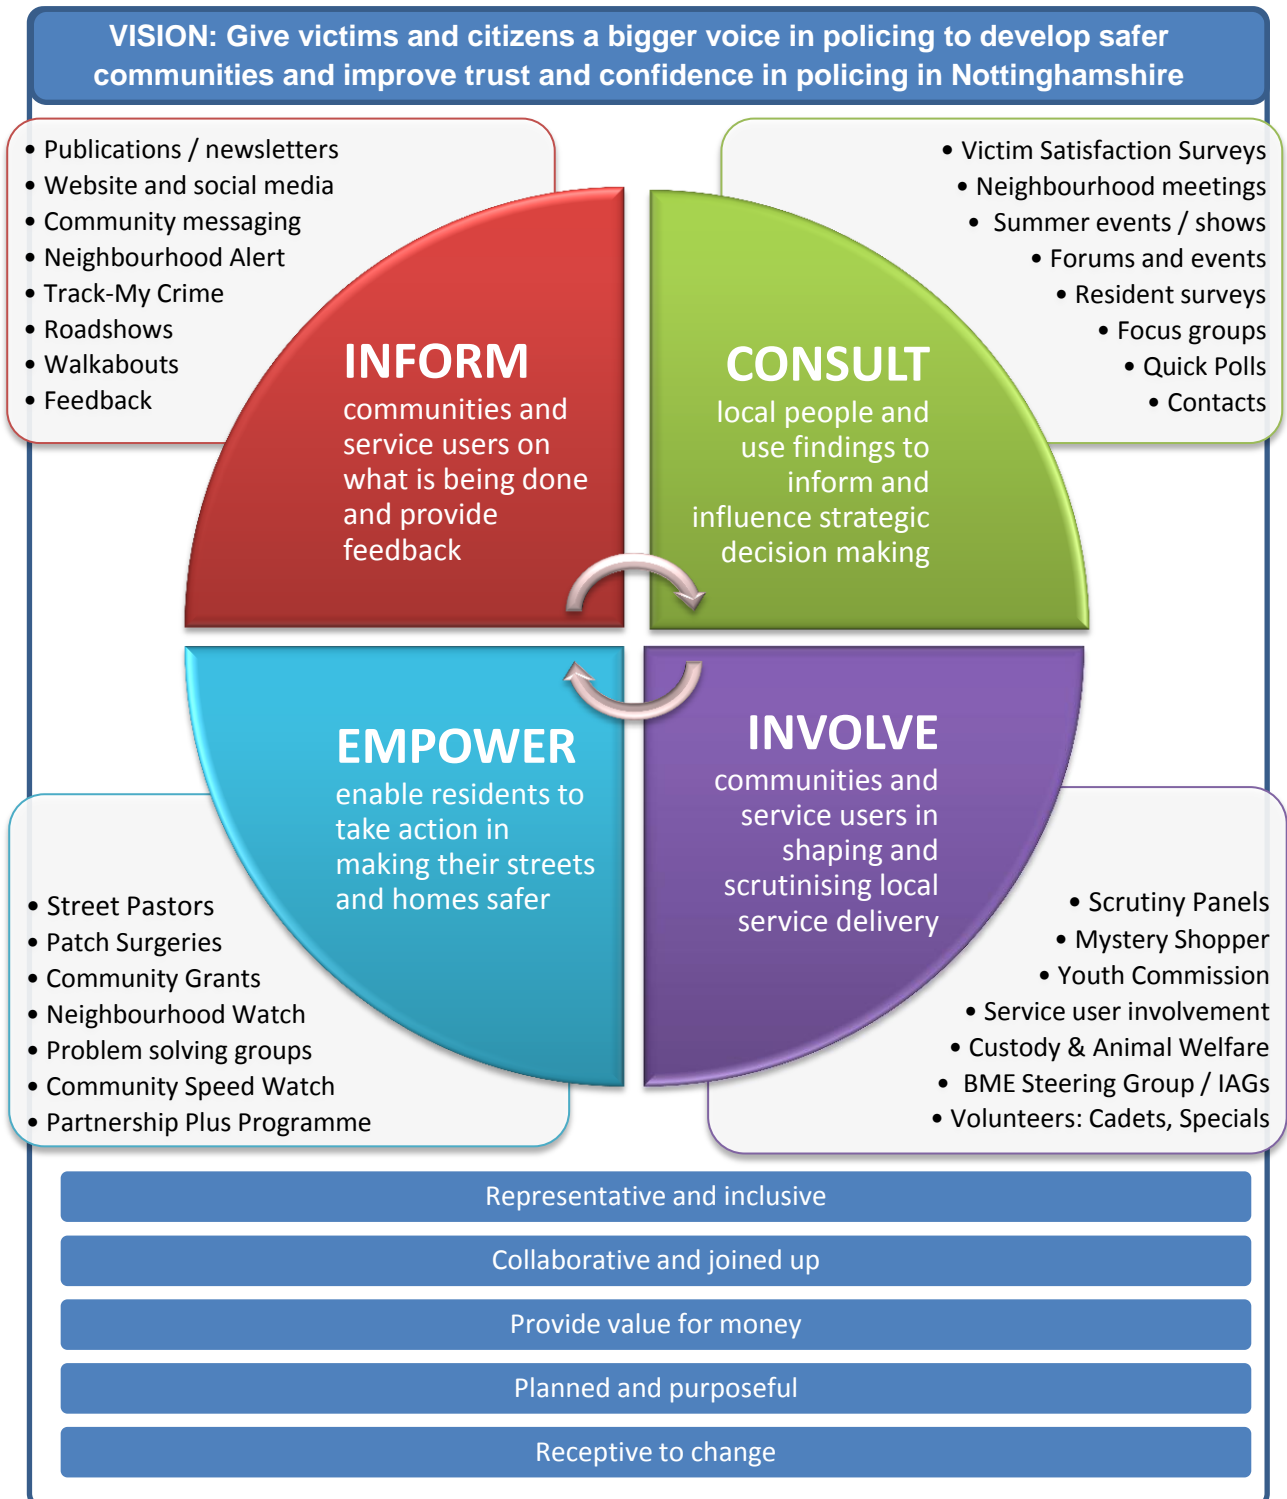 VISION: Give victims and citizens a bigger voice in policing to develop safer
communities and improve trust and confidence in policing in Nottinghamshire
• Publications / newsletters
• Website and social media
• Community messaging
• Neighbourhood Alert
• Track-My Crime
• Roadshows
• Walkabouts
• Feedback
• Victim Satisfaction Surveys
• Neighbourhood meetings
• Summer events / shows
• Forums and events
• Resident surveys
• Focus groups
• Quick Polls
• Contacts
INFORM
communities and
service users on
what is being done
and provide
feedback
CONSULT
local people and
use findings to
inform and
influence strategic
decision making
EMPOWER
enable residents to
take action in
making their streets
and homes safer
INVOLVE
communities and
service users in
shaping and
scrutinising local
service delivery
• Street Pastors
• Patch Surgeries
• Community Grants
• Neighbourhood Watch
• Problem solving groups
• Community Speed Watch
• Partnership Plus Programme
• Scrutiny Panels
• Mystery Shopper
• Youth Commission
• Service user involvement
• Custody & Animal Welfare
• BME Steering Group / IAGs
• Volunteers: Cadets, Specials
Representative and inclusive
Collaborative and joined up
Provide value for money
Planned and purposeful
Receptive to change